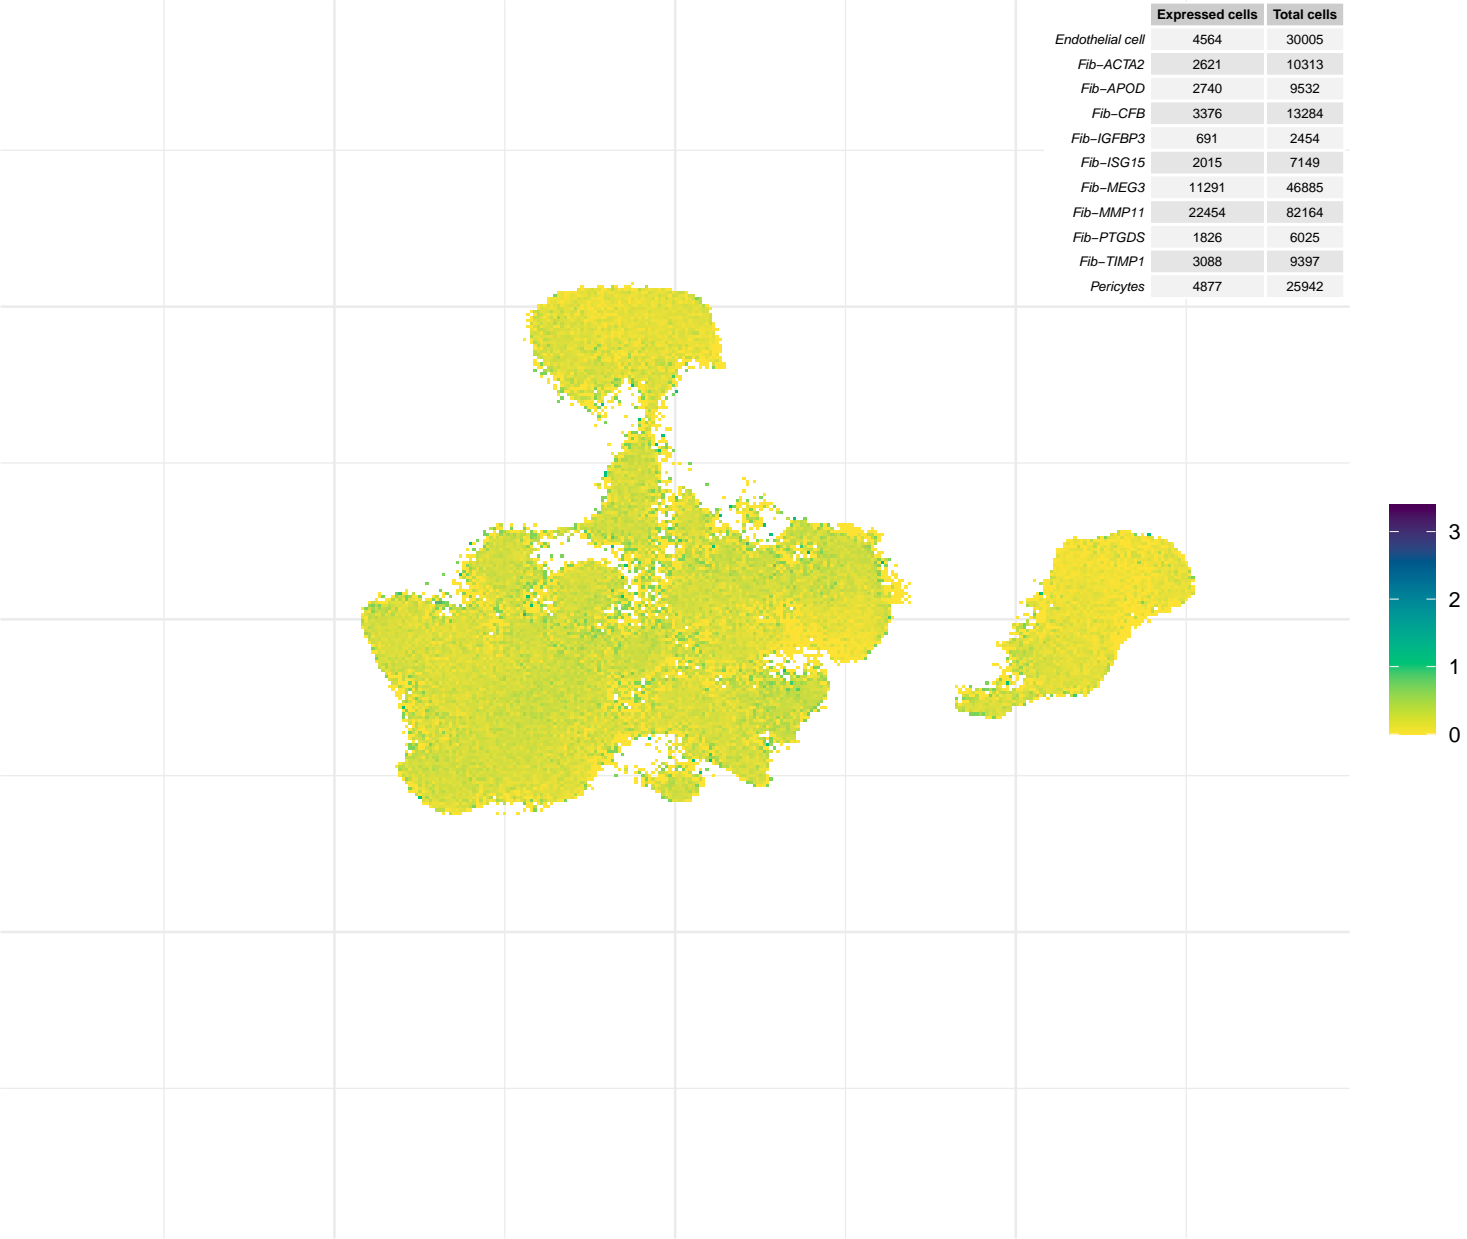 Expressed cells Total cells
Endothelial cell 4564 30005
Fib−ACTA2 2621 10313
Fib−APOD 2740 9532
Fib−CFB 3376 13284
Fib−IGFBP3 691 2454
Fib−ISG15 2015 7149
Fib−MEG3 11291 46885
Fib−MMP11 22454 82164
Fib−PTGDS 1826 6025
Fib−TIMP1 3088 9397
Pericytes 4877 25942
3
2
1
0